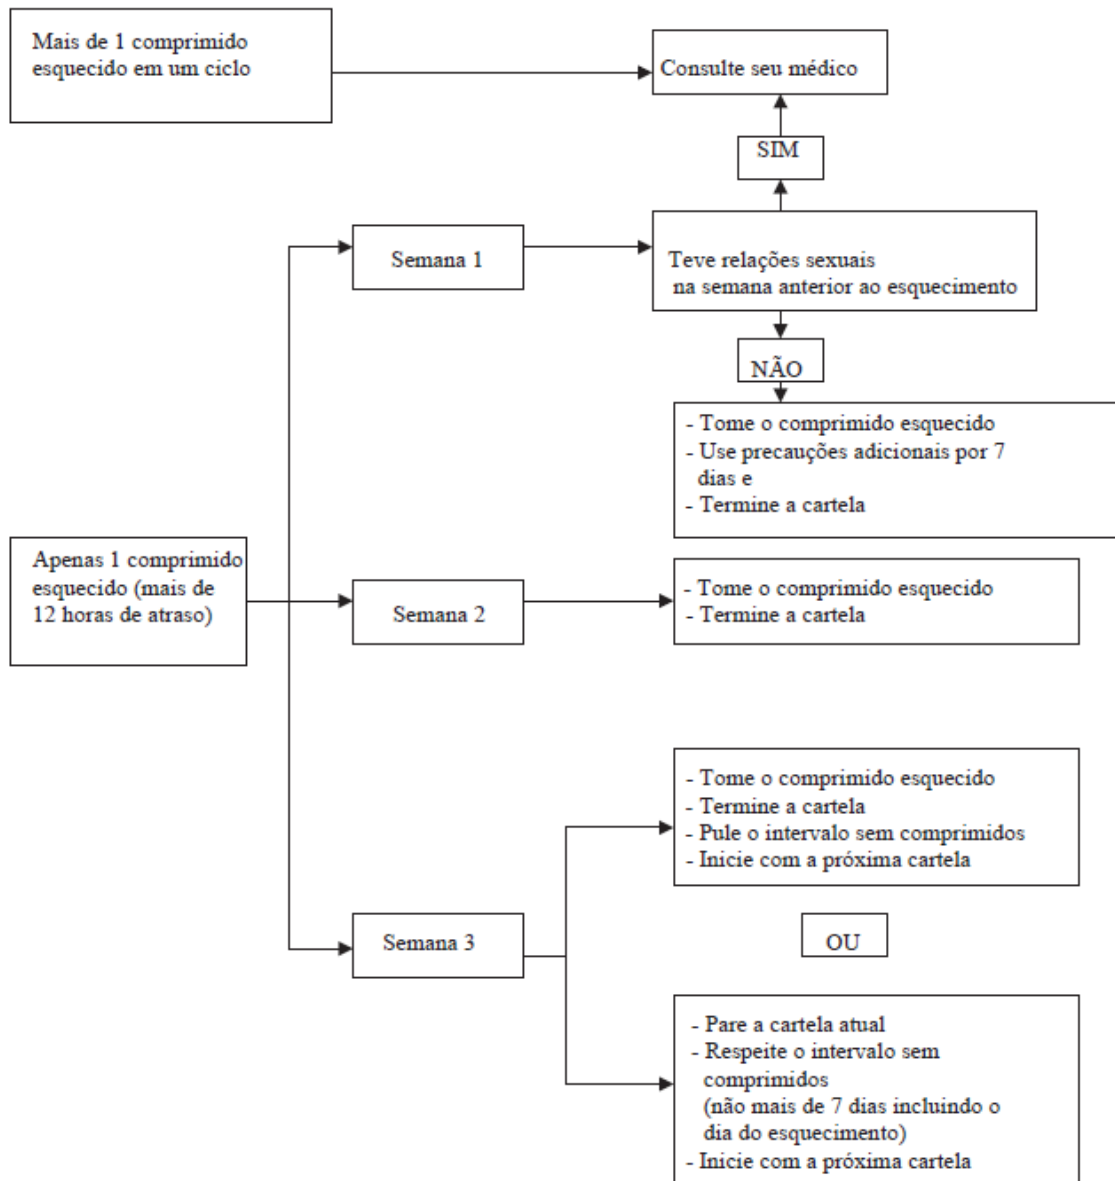 Mais de 1 comprimido
esquecido em um ciclo
Consulte seu médico
SIM
Semana 1
Teve relações sexuais
na semana anterior ao esquecimento
NÃO
- Tome o comprimido esquecido
- Use precauções adicionais por 7
dias e
- Termine a cartela
Apenas 1 comprimido
esquecido (mais de
12 horas de atraso)
Semana 2
- Tome o comprimido esquecido
- Termine a cartela
Semana 3
- Tome o comprimido esquecido
- Termine a cartela
- Pule o intervalo sem comprimidos
- Inicie com a próxima cartela
OU
- Pare a cartela atual
- Respeite o intervalo sem
comprimidos
(não mais de 7 dias incluindo o
dia do esquecimento)
- Inicie com a próxima cartela